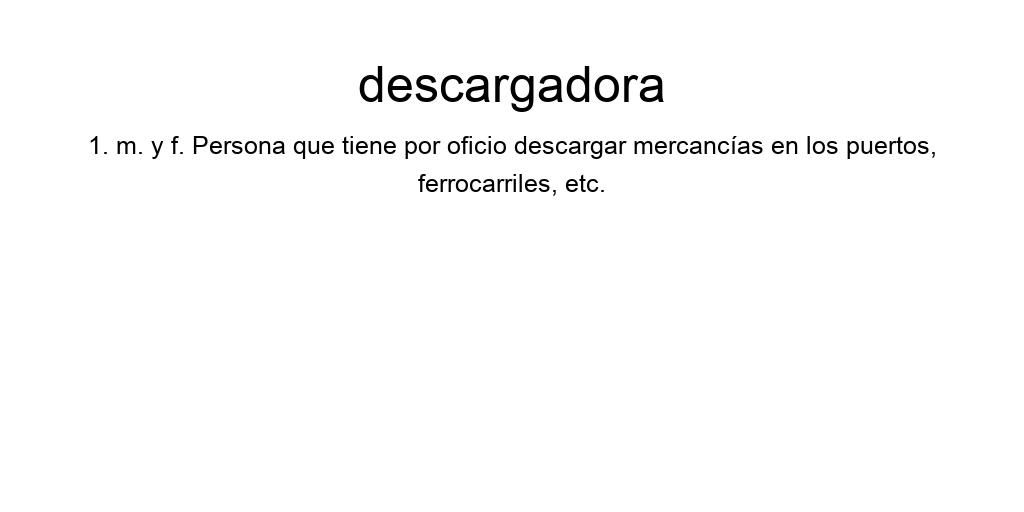 descargadora
1. m. y f. Persona que tiene por oficio descargar mercancías en los puertos,
ferrocarriles, etc.